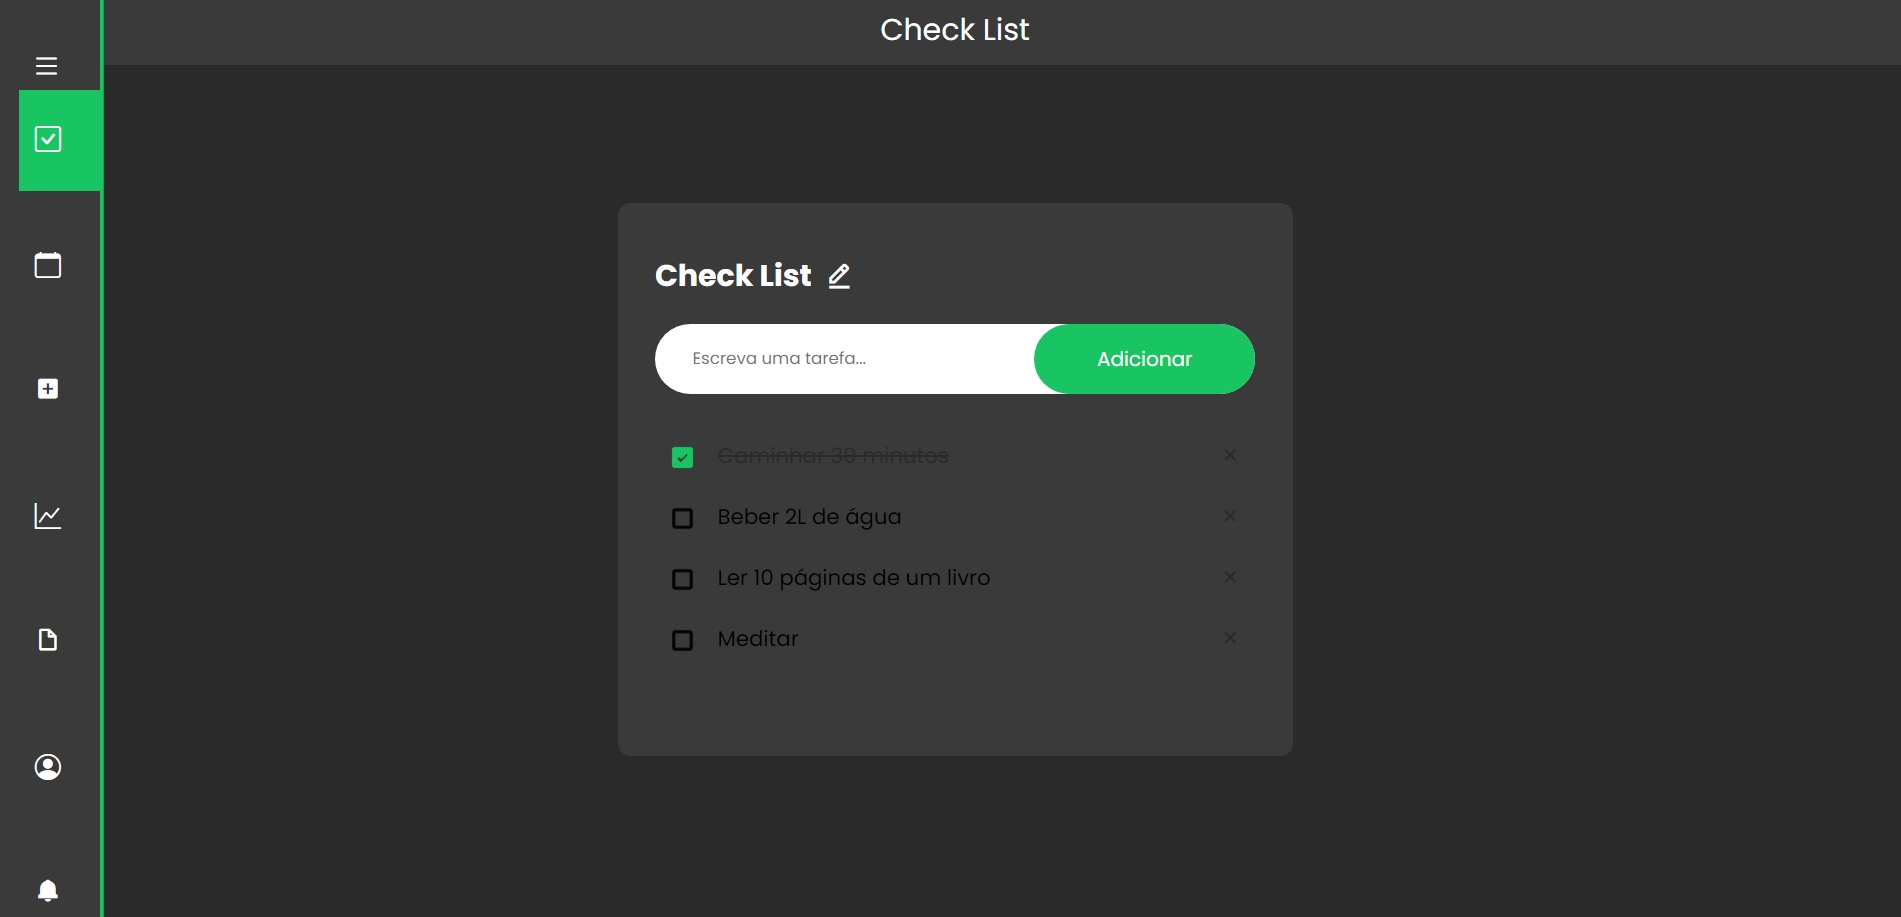 Check List
Check List
Escreva uma tarefa...
Adicionar
Caminhar 30 minutos
Beber 2L de água
Ler 10 páginas de um livro
Meditar